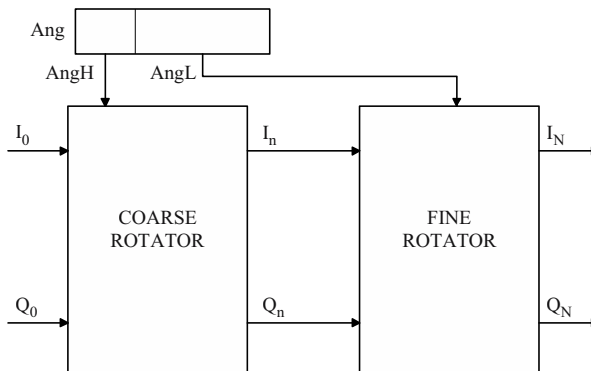 Ang
AngH
AngL
I0
In
IN
COARSE
ROTATOR
FINE
ROTATOR
Q0
Qn
QN